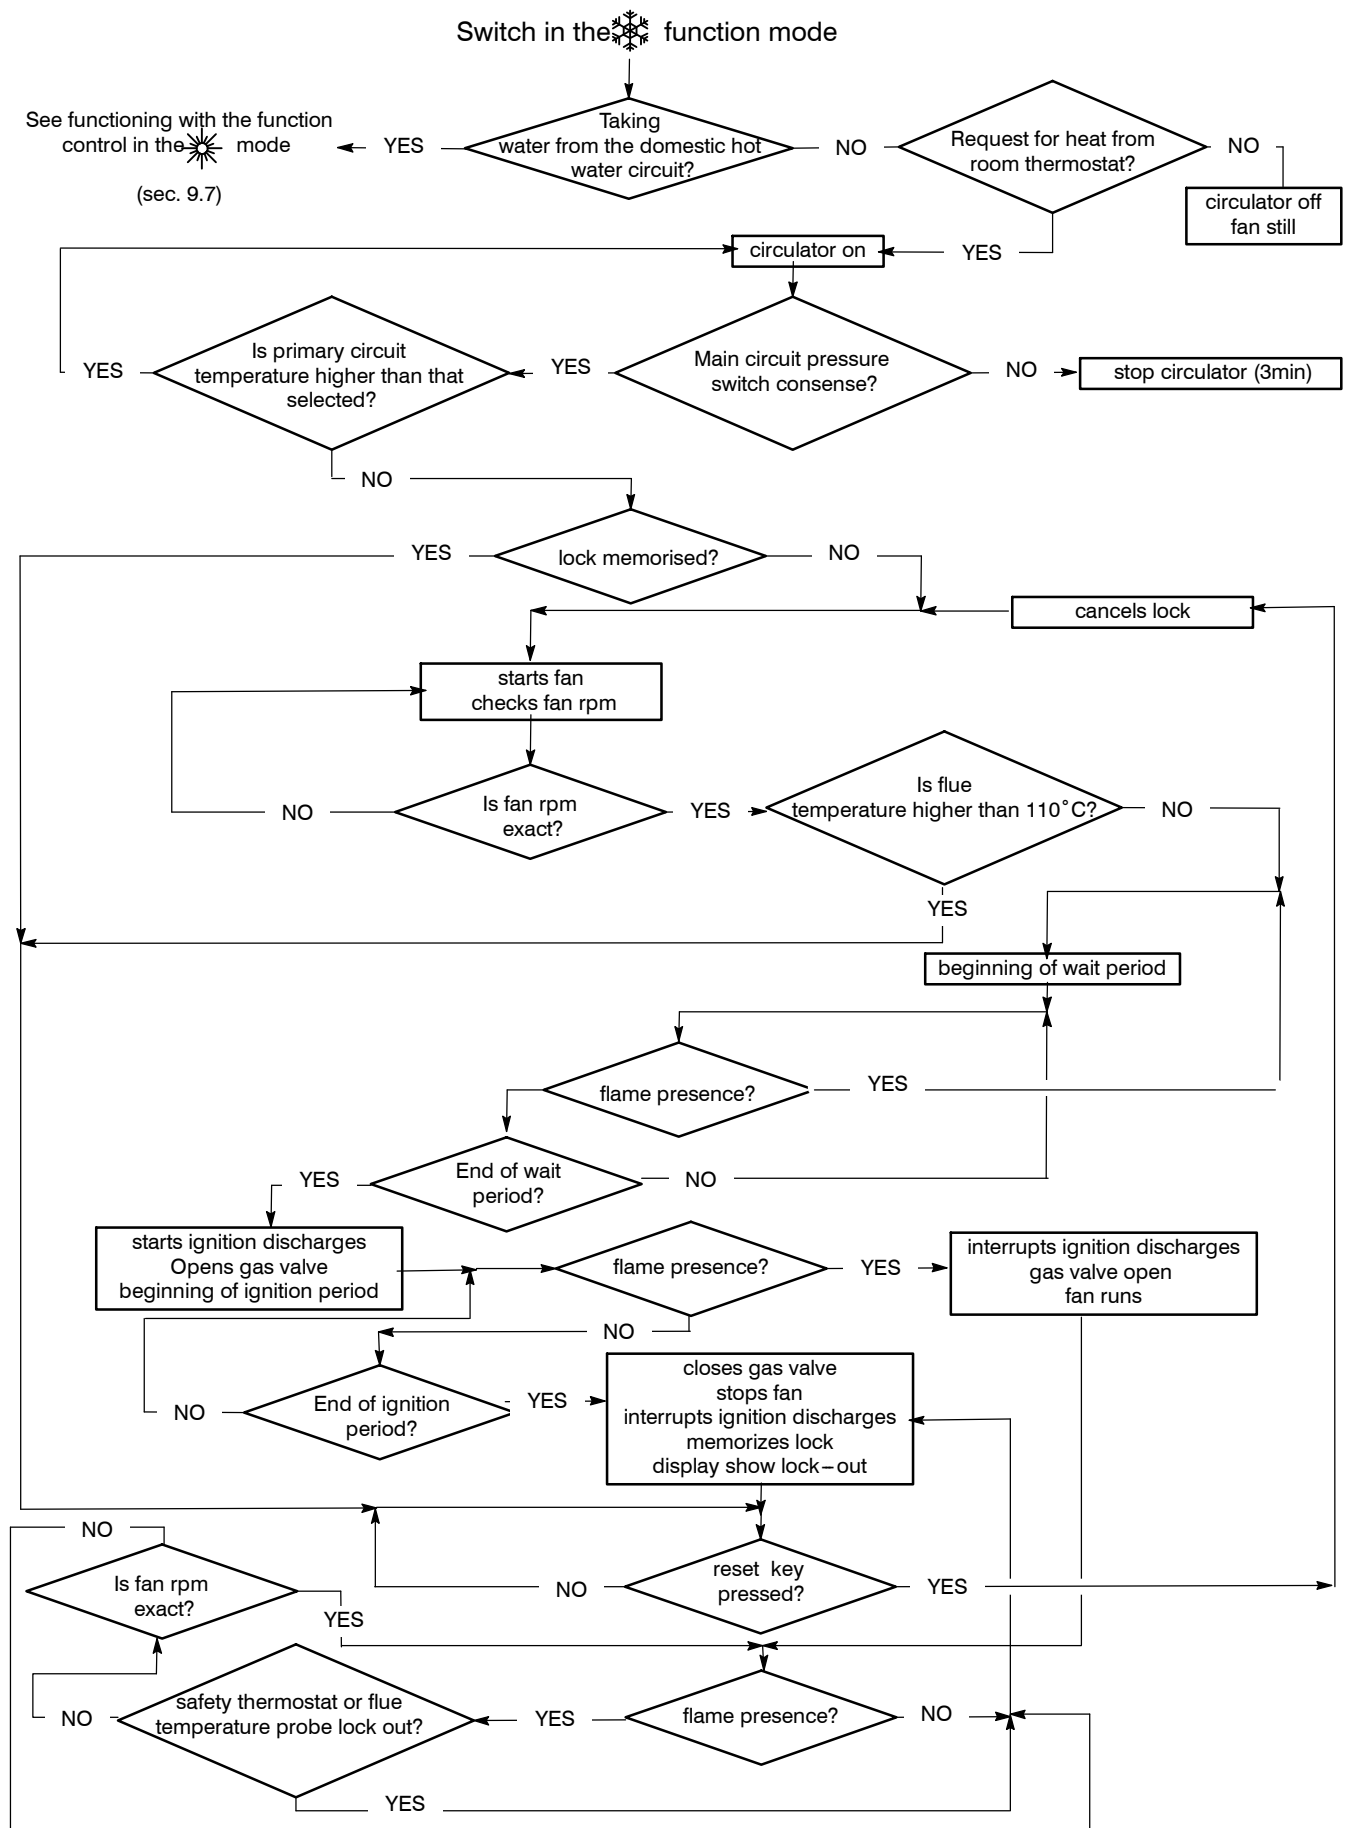 Switch in the function mode
See functioning with the function
control in the mode
(sec. 9.7)
YES
Taking
water from the domestic hot
water circuit?
NO
Request for heat from
room thermostat?
NO
circulator off
fan still
circulator on
YES
YES
Is primary circuit
temperature higher than that
selected?
YES
Main circuit pressure
switch consense?
NO
stop circulator (3min)
NO
YES
lock memorised?
NO
cancels lock
starts fan
checks fan rpm
NO
Is fan rpm
exact?
YES
Is flue
temperature higher than 110°C?
NO
YES
beginning of wait period
flame presence?
YES
YES
End of wait
period?
NO
starts ignition discharges
Opens gas valve
beginning of ignition period
flame presence?
YES
interrupts ignition discharges
gas valve open
fan runs
NO
NO
End of ignition
period?
YES
closes gas valve
stops fan
interrupts ignition discharges
memorizes lock
display show lock-out
NO
Is fan rpm
exact?
YES
NO
reset key
pressed?
YES
NO
safety thermostat or flue
temperature probe lock out?
YES
flame presence?
NO
YES